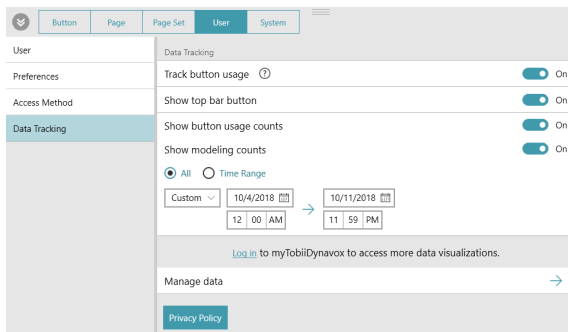 Button Page Page Set User System
User
Preferences
Access Method
Data Tracking
Data Tracking
Track button usage ? On
Show top bar button On
Show button usage counts On
Show modeling counts On
All Time Range
Custom 10/4/2018 → 10/11/2018
12 00 AM 11 59 PM
Log in to myTobiiDynavox to access more data visualizations.
Manage data →
Privacy Policy